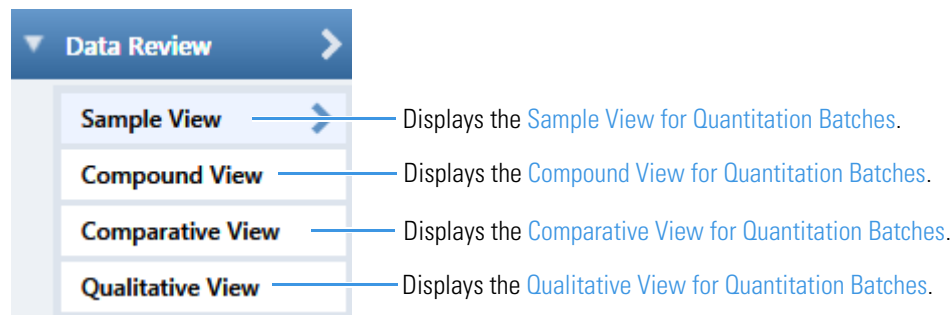 Data Review
Sample View Displays the Sample View for Quantitation Batches.
Compound View Displays the Compound View for Quantitation Batches.
Comparative View Displays the Comparative View for Quantitation Batches.
Qualitative View Displays the Qualitative View for Quantitation Batches.